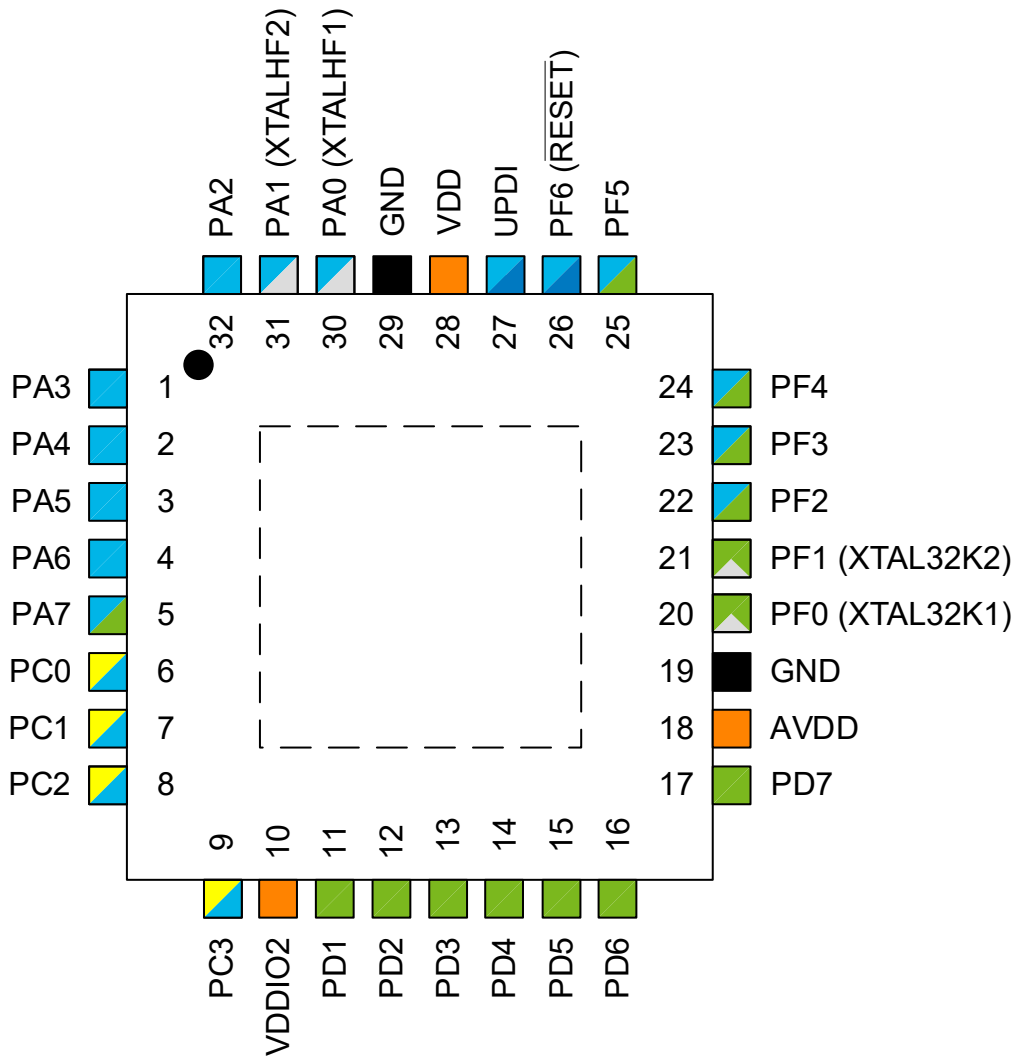 PA2
PA1 (XTALHF2)
PA0 (XTALHF1)
GND
VDD
UPDI
PF6 (RESET)
PF5
32 31 30 29 28 27 26 25
PA3 1 24 PF4
PA4 2 23 PF3
PA5 3 22 PF2
PA6 4 21 PF1 (XTAL32K2)
PA7 5 20 PF0 (XTAL32K1)
PC0 6 19 GND
PC1 7 18 AVDD
PC2 8 17 PD7
9 10 11 12 13 14 15 16
PC3
VDDIO2
PD1
PD2
PD3
PD4
PD5
PD6